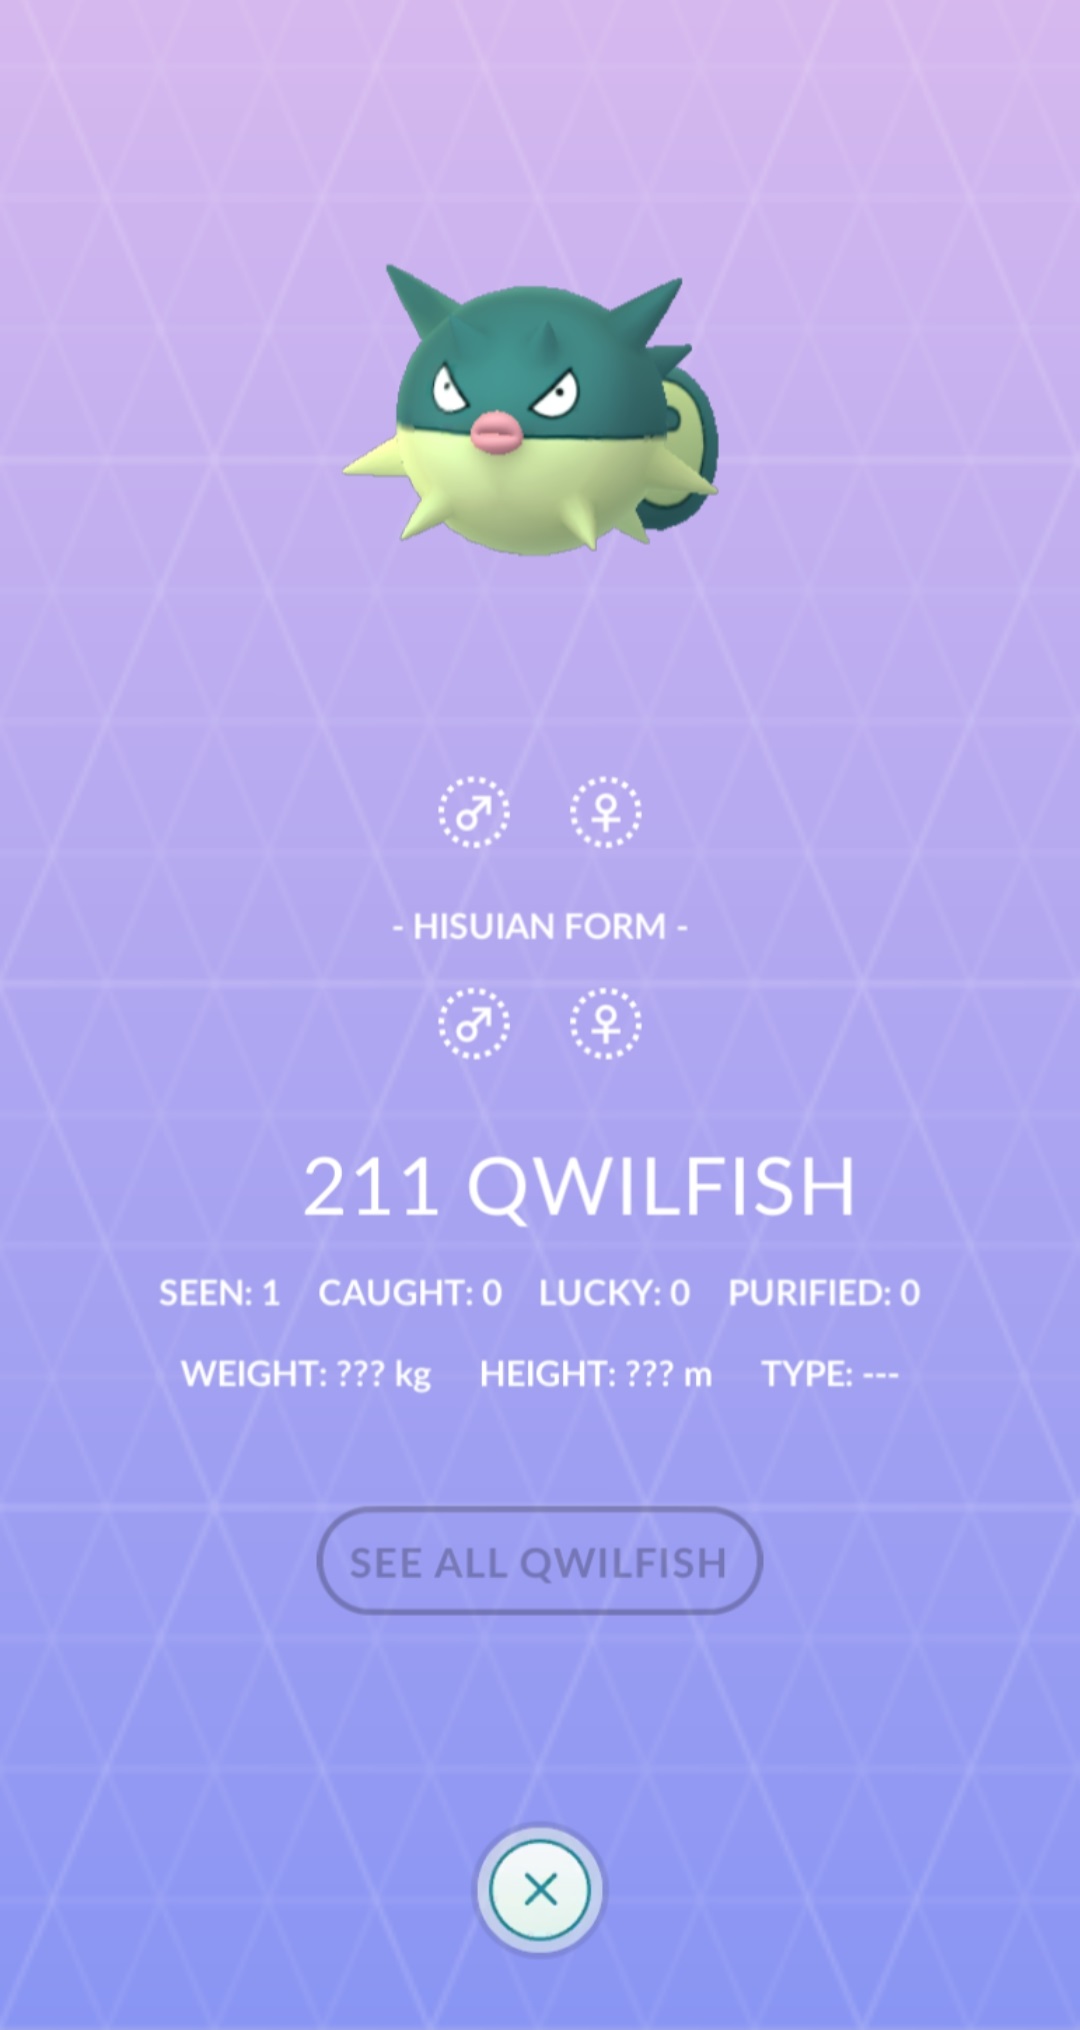 ♂ ♀
- HISUIAN FORM -
♂ ♀
211 QWILFISH
SEEN: 1 CAUGHT: 0 LUCKY: 0 PURIFIED: 0
WEIGHT: ??? kg HEIGHT: ??? m TYPE: ---
SEE ALL QWILFISH